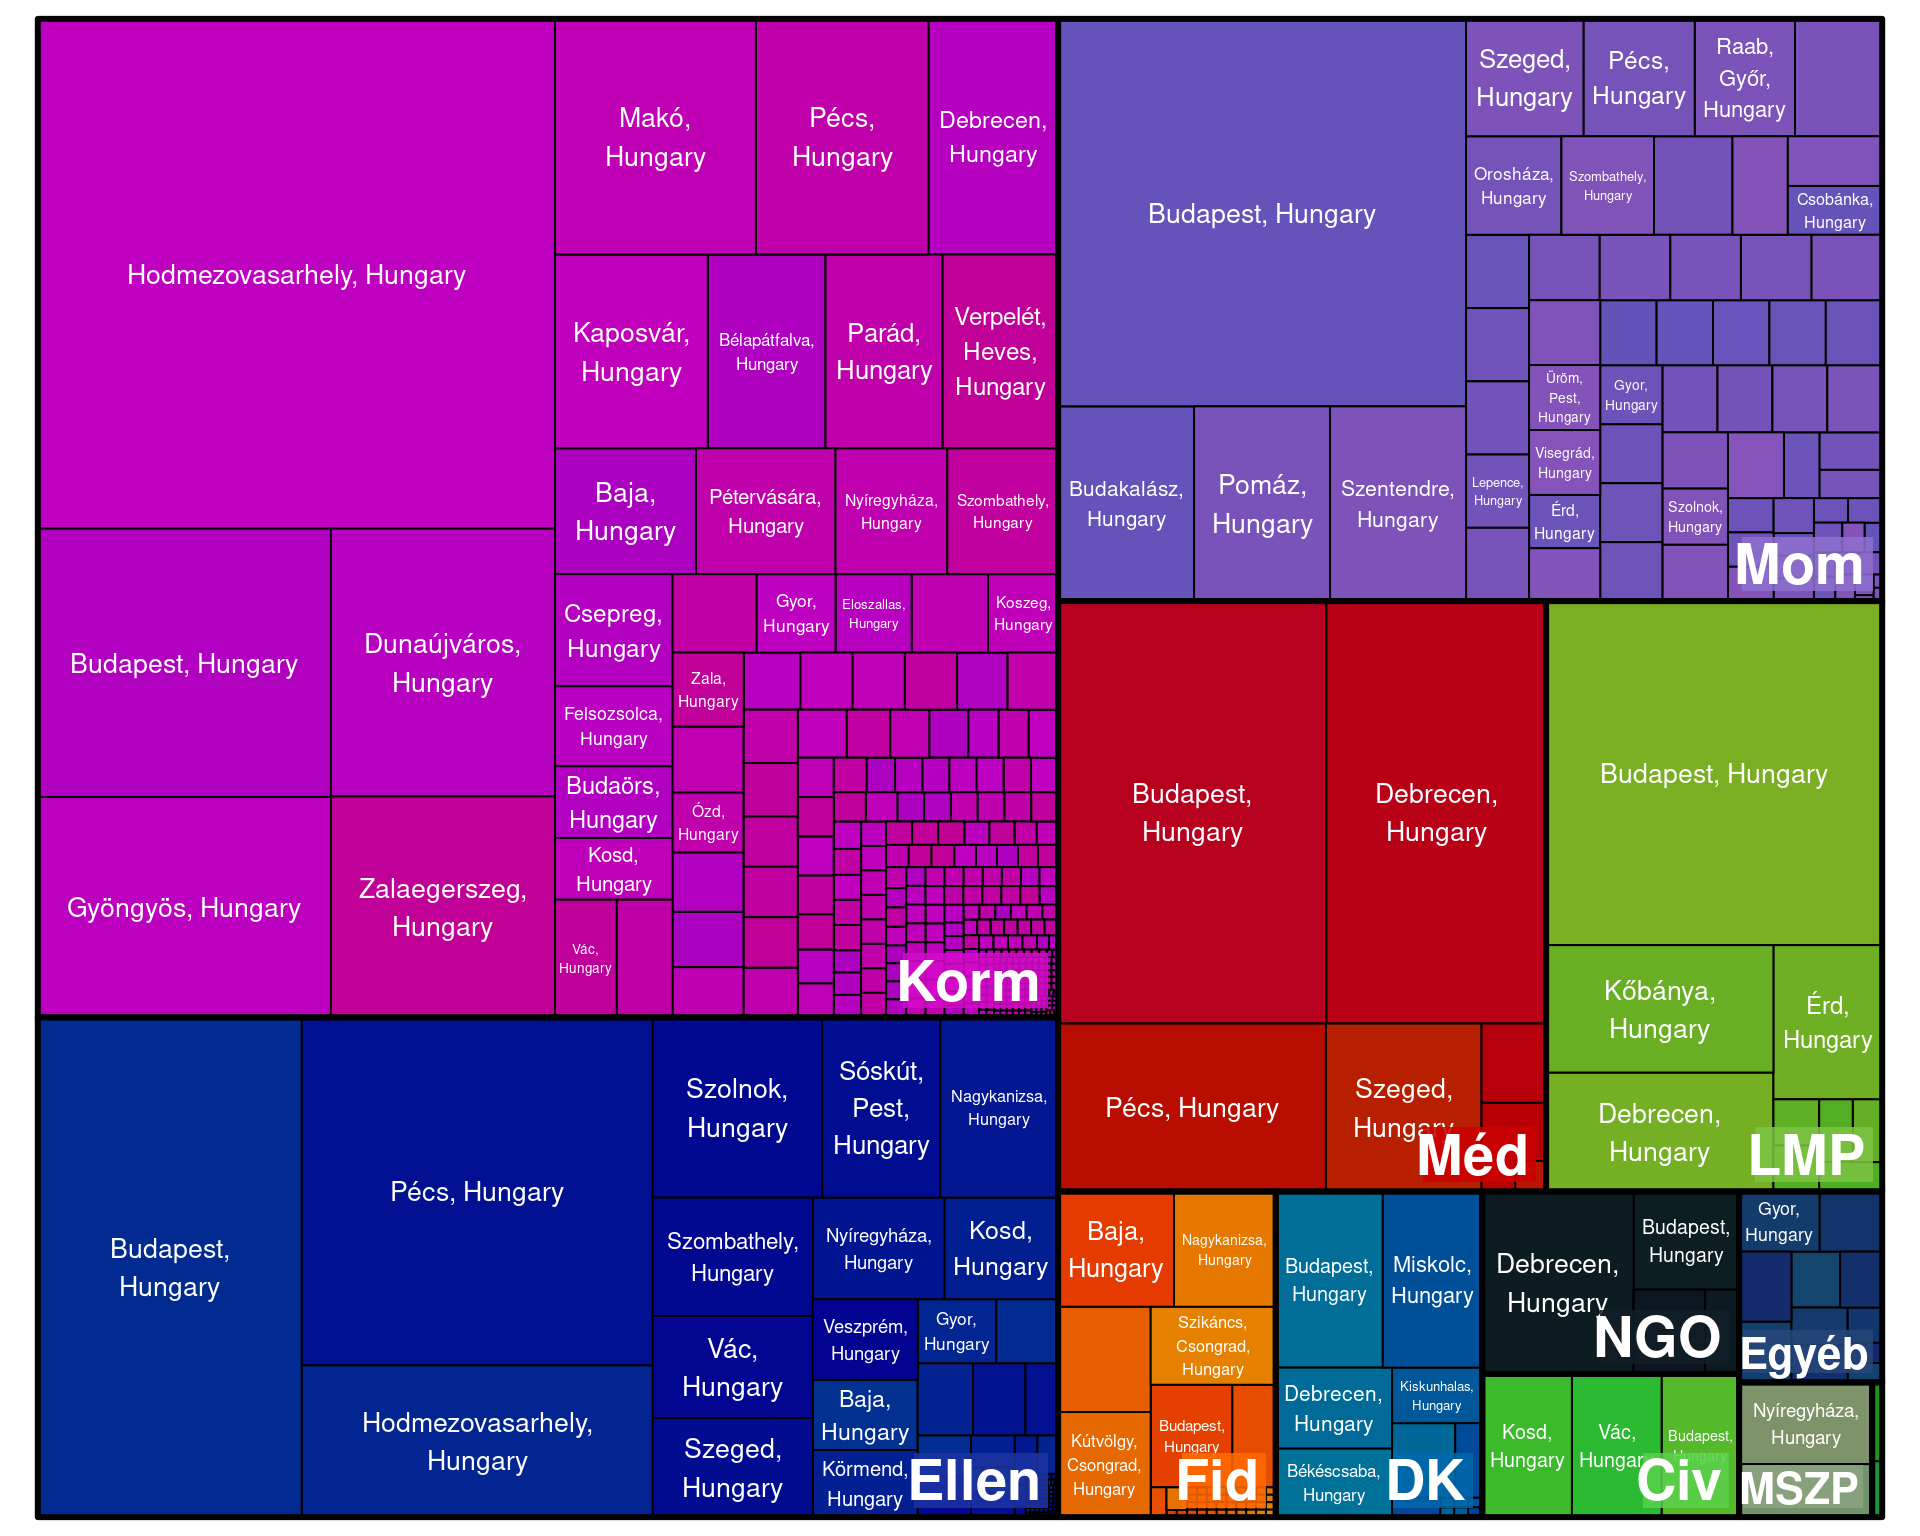 Hodmezovasarhely, Hungary
Makó,
Hungary
Pécs,
Hungary
Debrecen,
Hungary
Kaposvár,
Hungary
Bélapátfalva,
Hungary
Parád,
Hungary
Verpelét,
Heves,
Hungary
Baja,
Hungary
Pétervására,
Hungary
Nyíregyháza,
Hungary
Szombathely,
Hungary
Budapest, Hungary
Dunaújváros,
Hungary
Gyöngyös, Hungary
Zalaegerszeg,
Hungary
Csepreg,
Hungary
Gyor,
Hungary
Eloszallas,
Hungary
Koszeg,
Hungary
Zala,
Hungary
Felsozsolca,
Hungary
Budaörs,
Hungary
Ózd,
Hungary
Kosd,
Hungary
Vác,
Hungary
Korm
Budapest, Hungary
Szeged,
Hungary
Pécs,
Hungary
Raab,
Győr,
Hungary
Orosháza,
Hungary
Szombathely,
Hungary
Csobánka,
Hungary
Budakalász,
Hungary
Pomáz,
Hungary
Szentendre,
Hungary
Üröm,
Pest,
Hungary
Gyor,
Hungary
Visegrád,
Hungary
Lepence,
Hungary
Érd,
Hungary
Szolnok,
Hungary
Mom
Budapest,
Hungary
Debrecen,
Hungary
Pécs, Hungary
Szeged,
Hungary
Méd
Budapest, Hungary
Kőbánya,
Hungary
Érd,
Hungary
Debrecen,
Hungary
LMP
Budapest,
Hungary
Pécs, Hungary
Hodmezovasarhely,
Hungary
Szolnok,
Hungary
Sóskút,
Pest,
Hungary
Nagykanizsa,
Hungary
Szombathely,
Hungary
Nyíregyháza,
Hungary
Kosd,
Hungary
Vác,
Hungary
Veszprém,
Hungary
Gyor,
Hungary
Baja,
Hungary
Szeged,
Hungary
Körmend,
Hungary
Ellen
Baja,
Hungary
Nagykanizsa,
Hungary
Szikáncs,
Csongrad,
Hungary
Kútvölgy,
Csongrad,
Hungary
Budapest,
Hungary
Fid
Budapest,
Hungary
Miskolc,
Hungary
Debrecen,
Hungary
Kiskunhalas,
Hungary
Békéscsaba,
Hungary
DK
Debrecen,
Hungary
Budapest,
Hungary
NGO
Gyor,
Hungary
Egyéb
Kosd,
Hungary
Vác,
Hungary
Budapest,
Hungary
Civ
Nyíregyháza,
Hungary
MSZP